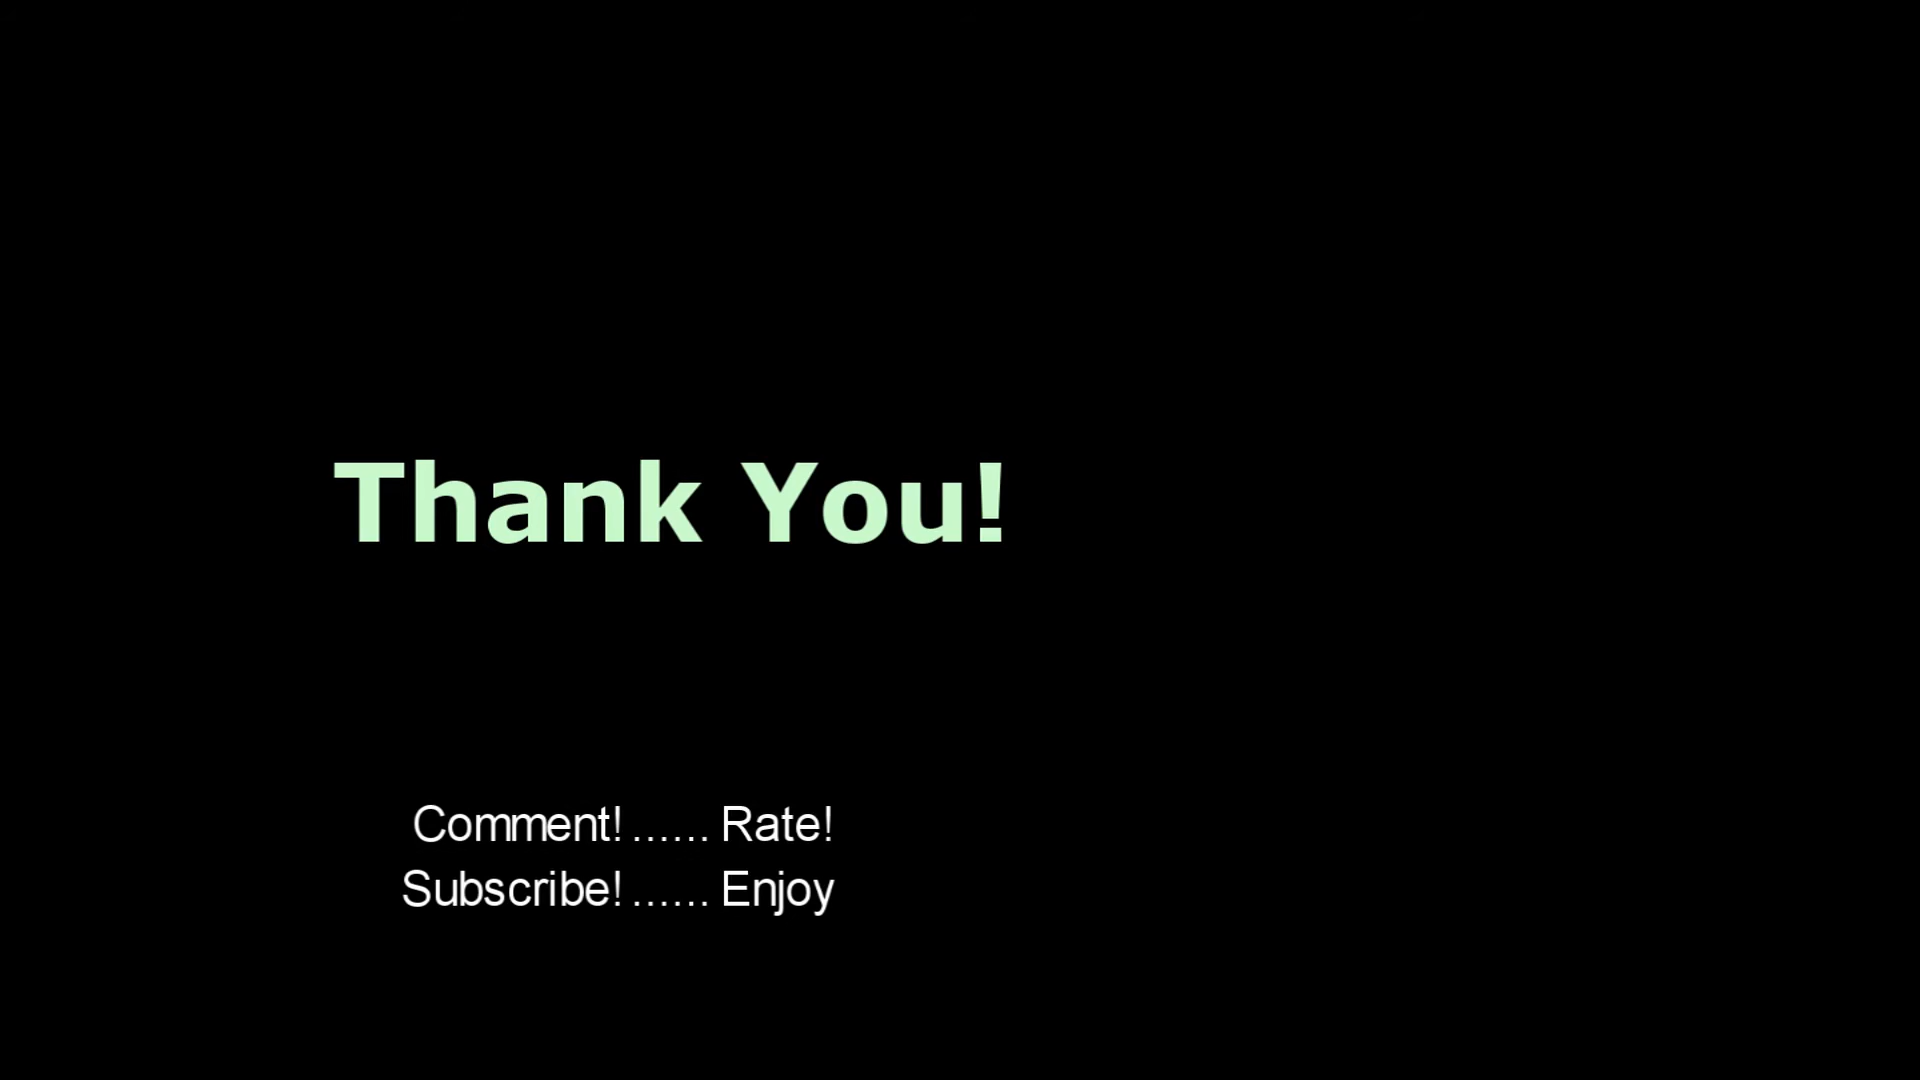 Thank You!
Comment! ...... Rate!
Subscribe! ...... Enjoy